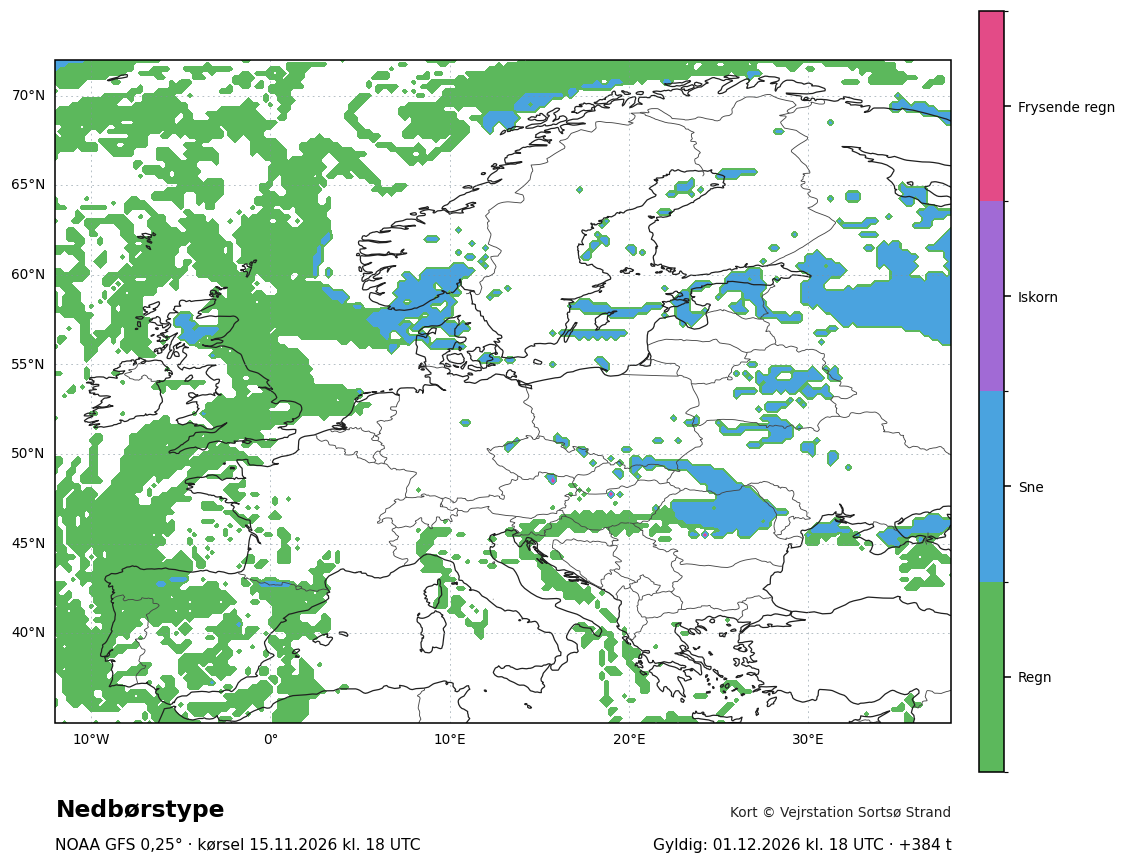 70°N
65°N
60°N
55°N
50°N
45°N
40°N
10°W
0°
10°E
20°E
30°E
Frysende regn
Iskorn
Sne
Regn
Nedbørstype
Kort © Vejrstation Sortsø Strand
NOAA GFS 0,25° · kørsel 15.11.2026 kl. 18 UTC
Gyldig: 01.12.2026 kl. 18 UTC · +384 t